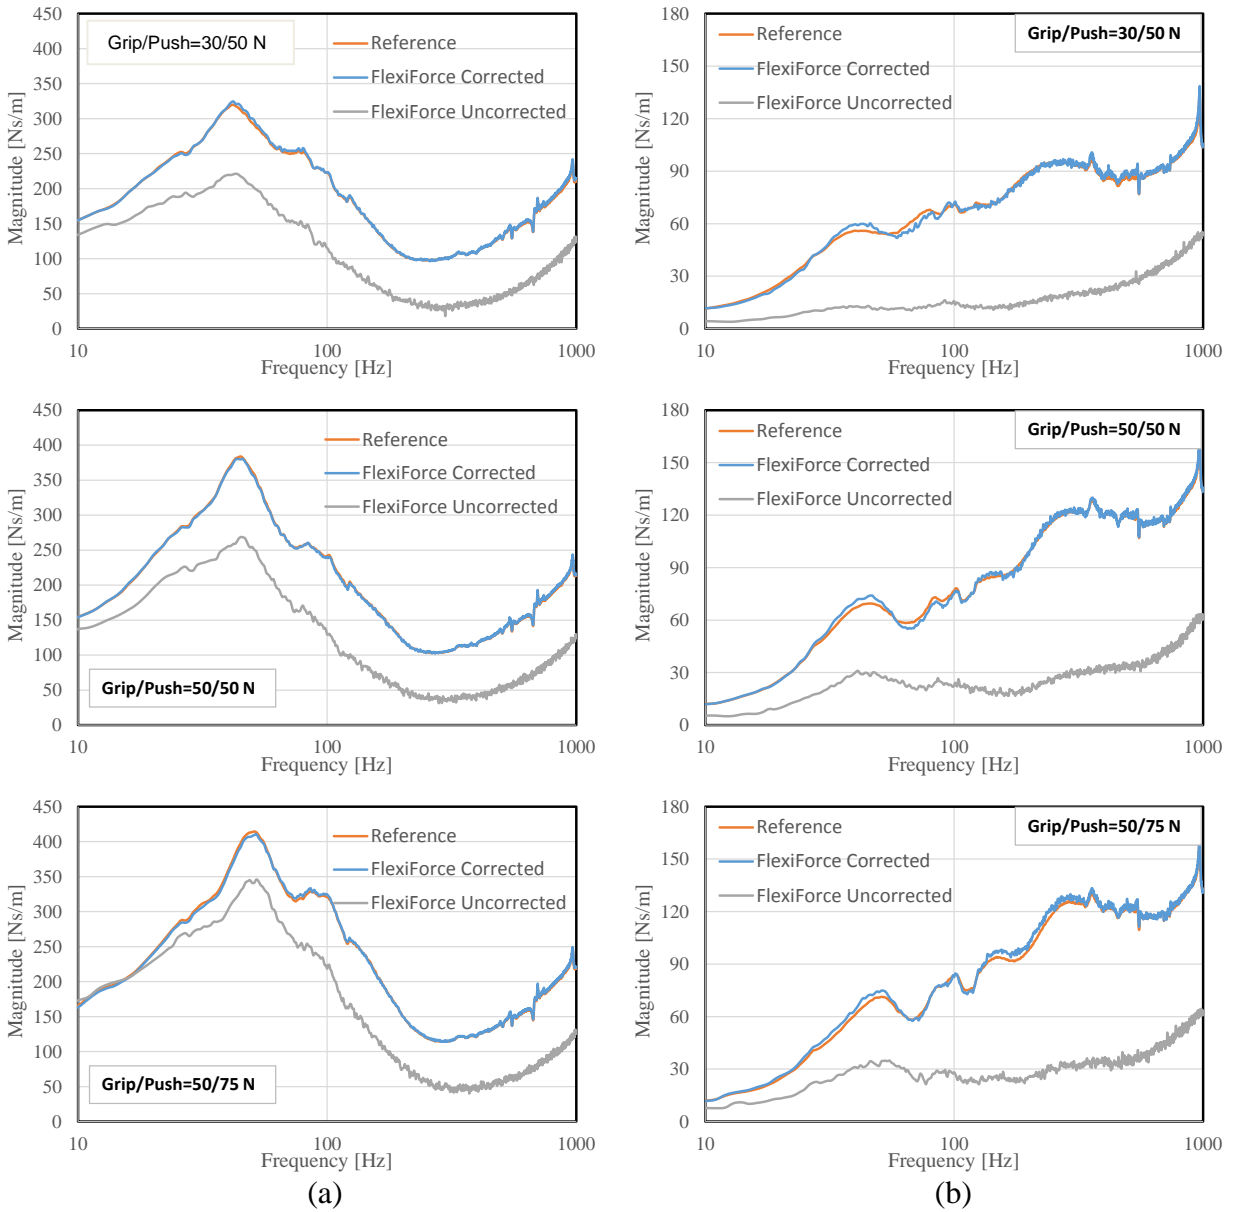 450
400
350
300
250
200
150
100
50
0
Magnitude [Ns/m]
Grip/Push=30/50 N
Reference
FlexiForce Corrected
FlexiForce Uncorrected
10
100
1000
Frequency [Hz]
180
150
120
90
60
30
0
Magnitude [Ns/m]
Reference
FlexiForce Corrected
FlexiForce Uncorrected
Grip/Push=30/50 N
10
100
1000
Frequency [Hz]
450
400
350
300
250
200
150
100
50
0
Magnitude [Ns/m]
Reference
FlexiForce Corrected
FlexiForce Uncorrected
Grip/Push=50/50 N
10
100
1000
Frequency [Hz]
180
150
120
90
60
30
0
Magnitude [Ns/m]
Reference
FlexiForce Corrected
FlexiForce Uncorrected
Grip/Push=50/50 N
10
100
1000
Frequency [Hz]
450
400
350
300
250
200
150
100
50
0
Magnitude [Ns/m]
Reference
FlexiForce Corrected
FlexiForce Uncorrected
Grip/Push=50/75 N
10
100
1000
Frequency [Hz]
180
150
120
90
60
30
0
Magnitude [Ns/m]
Reference
FlexiForce Corrected
FlexiForce Uncorrected
Grip/Push=50/75 N
10
100
1000
Frequency [Hz]
(a)
(b)